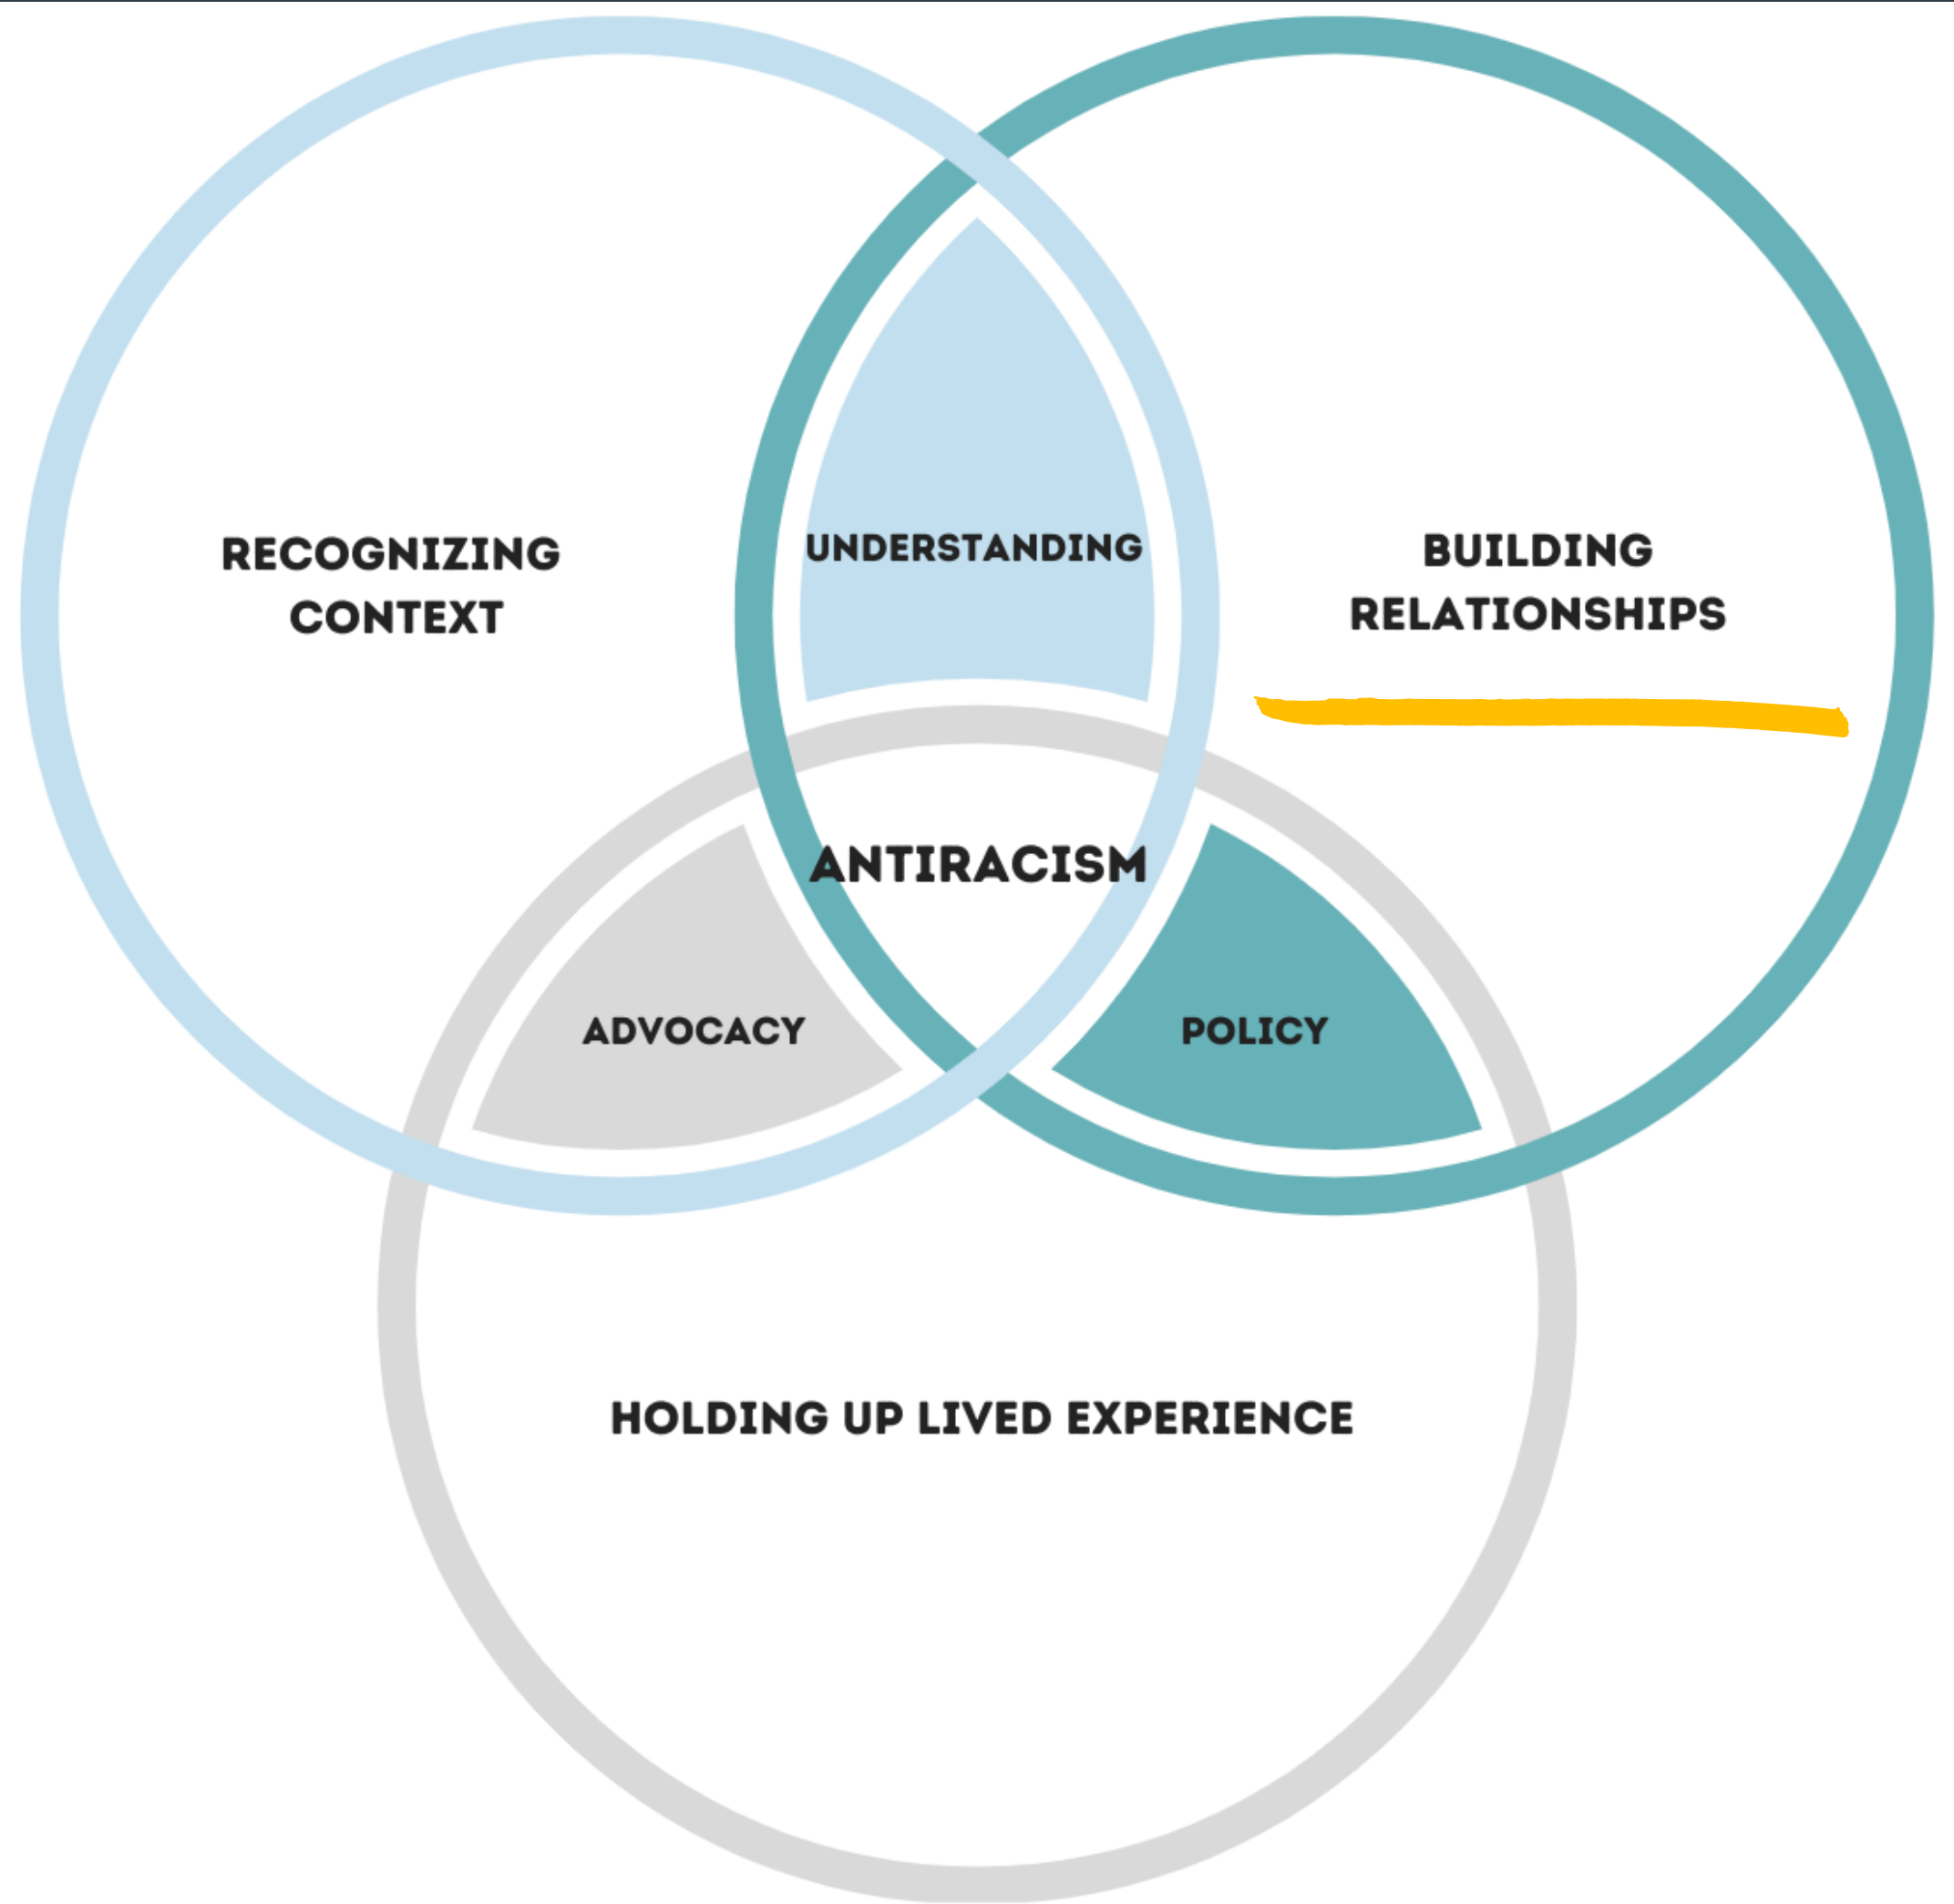 RECOGNIZING
CONTEXT
UNDERSTANDING
BUILDING
RELATIONSHIPS
ANTIRACISM
ADVOCACY
POLICY
HOLDING UP LIVED EXPERIENCE